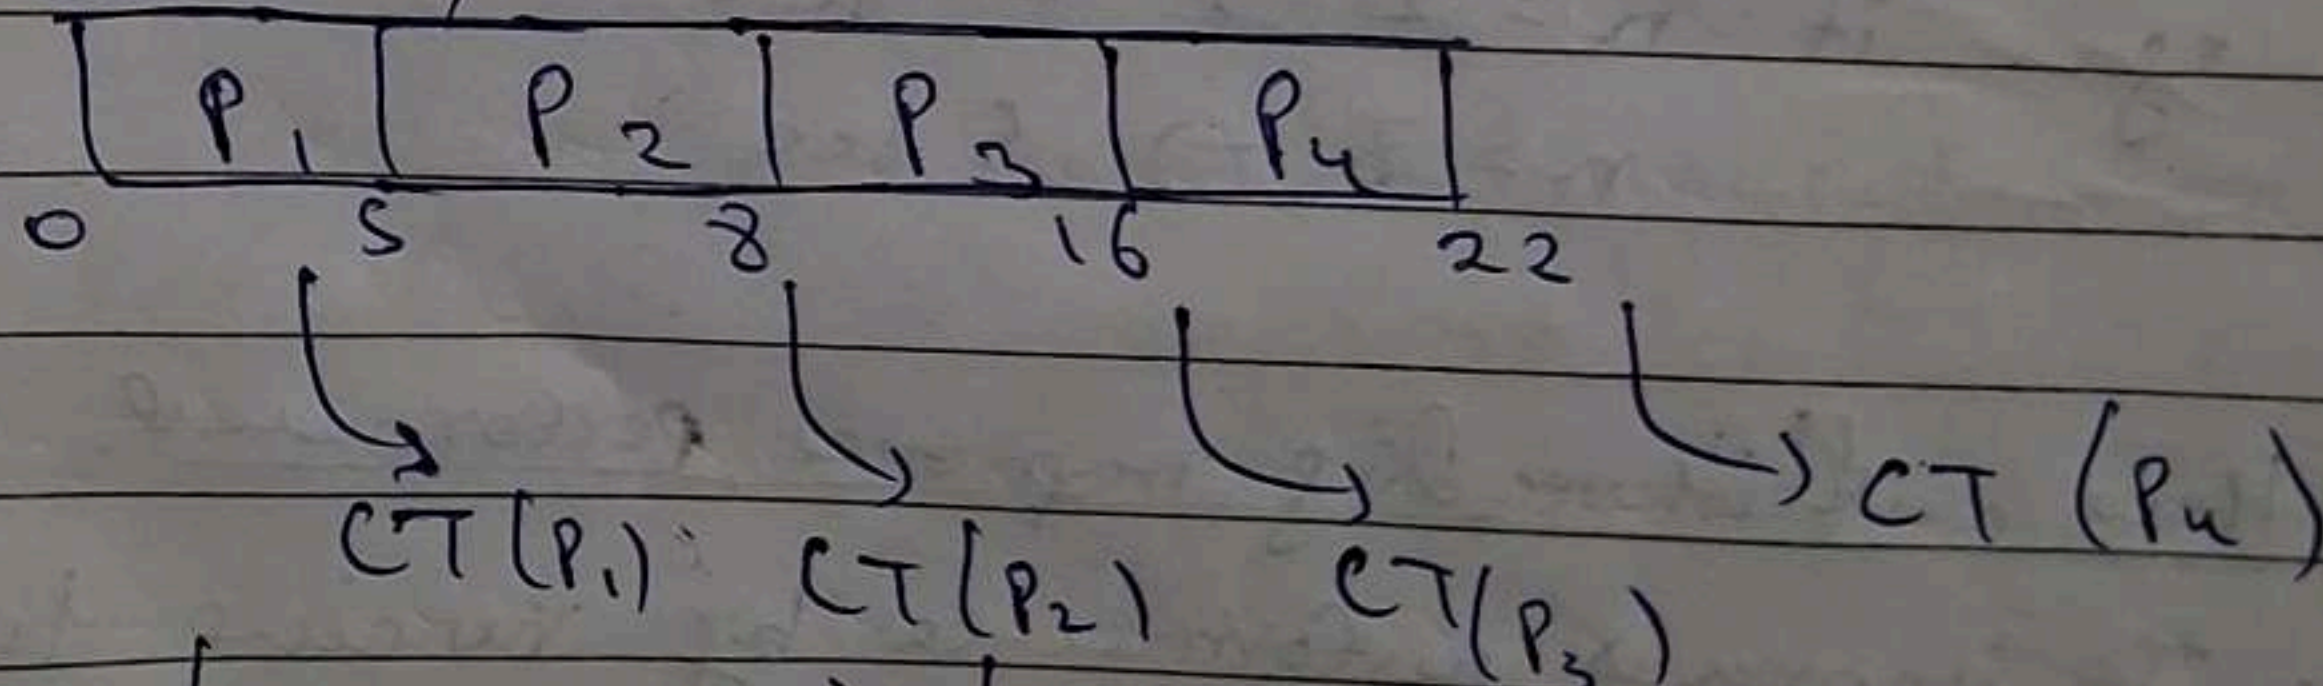 P1 P2 P3 P4
0 5 8 16 22
CT (P4)
CT (P1) CT (P2) CT (P3)